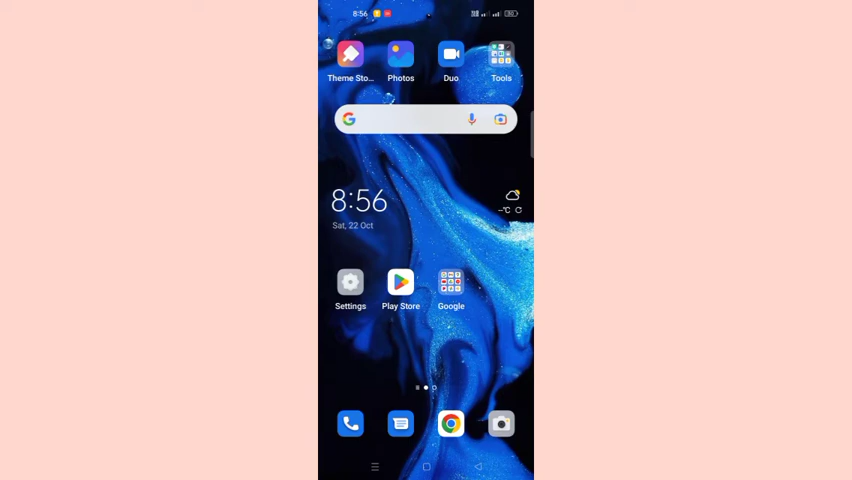 8:56
Theme Sto...
Photos
Duo
Tools
8:56
Sat, 22 Oct
--°C
Settings
Play Store
Google